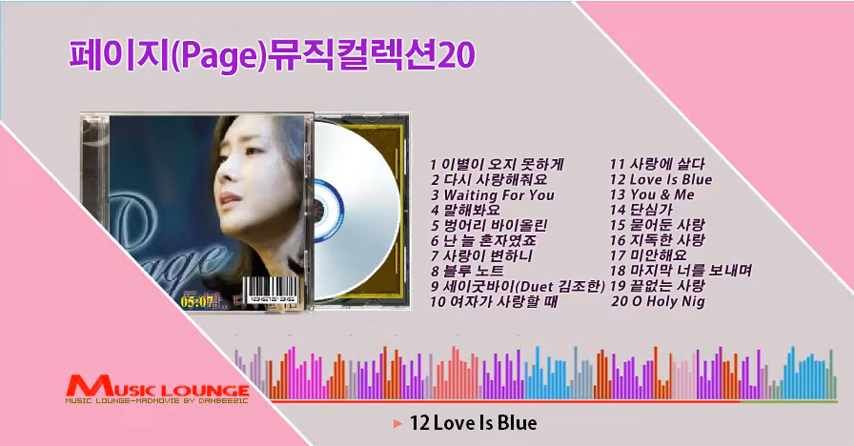 페이지(Page)뮤직컬렉션20
Page
05:07
1 이별이 오지 못하게
2 다시 사랑해줘요
3 Waiting For You
4 말해봐요
5 벙어리 바이올린
6 난 늘 혼자였죠
7 사랑이 변하니
8 블루 노트
9 세이굿바이(Duet 김조한)
10 여자가 사랑할 때
11 사랑에 살다
12 Love Is Blue
13 You & Me
14 단심가
15 묻어둔 사랑
16 지독한 사랑
17 미안해요
18 마지막 너를 보내며
19 끝없는 사랑
20 O Holy Nig
MUSIC LOUNGE
MUSIC LOUNGE-MADMOVIE BY DANBEE21C
▶ 12 Love Is Blue